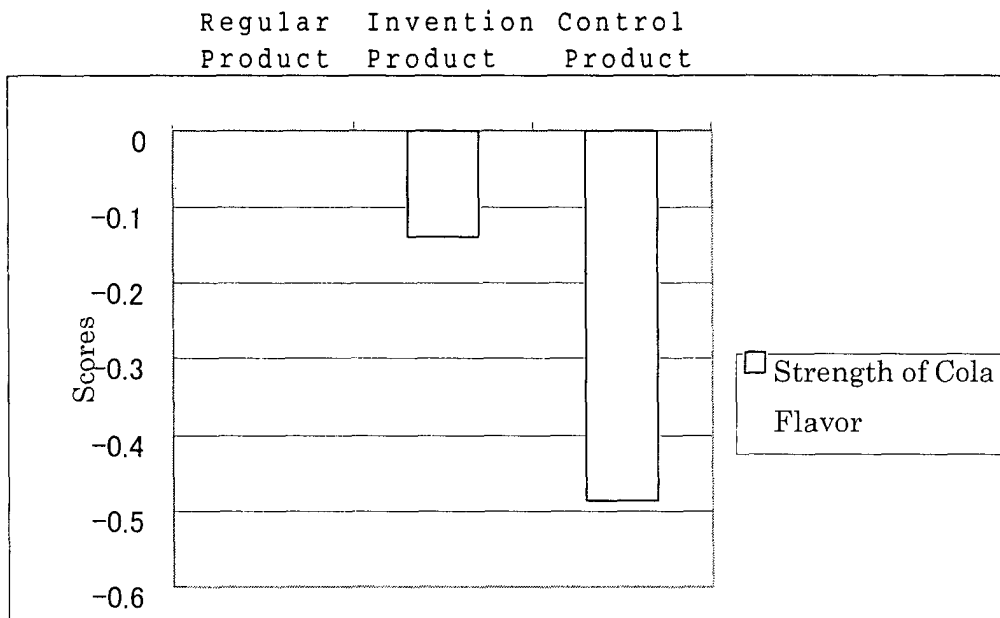 Regular Invention Control
Product Product Product
0
-0.1
-0.2
-0.3
-0.4
-0.5
-0.6
Scores
Strength of Cola
Flavor